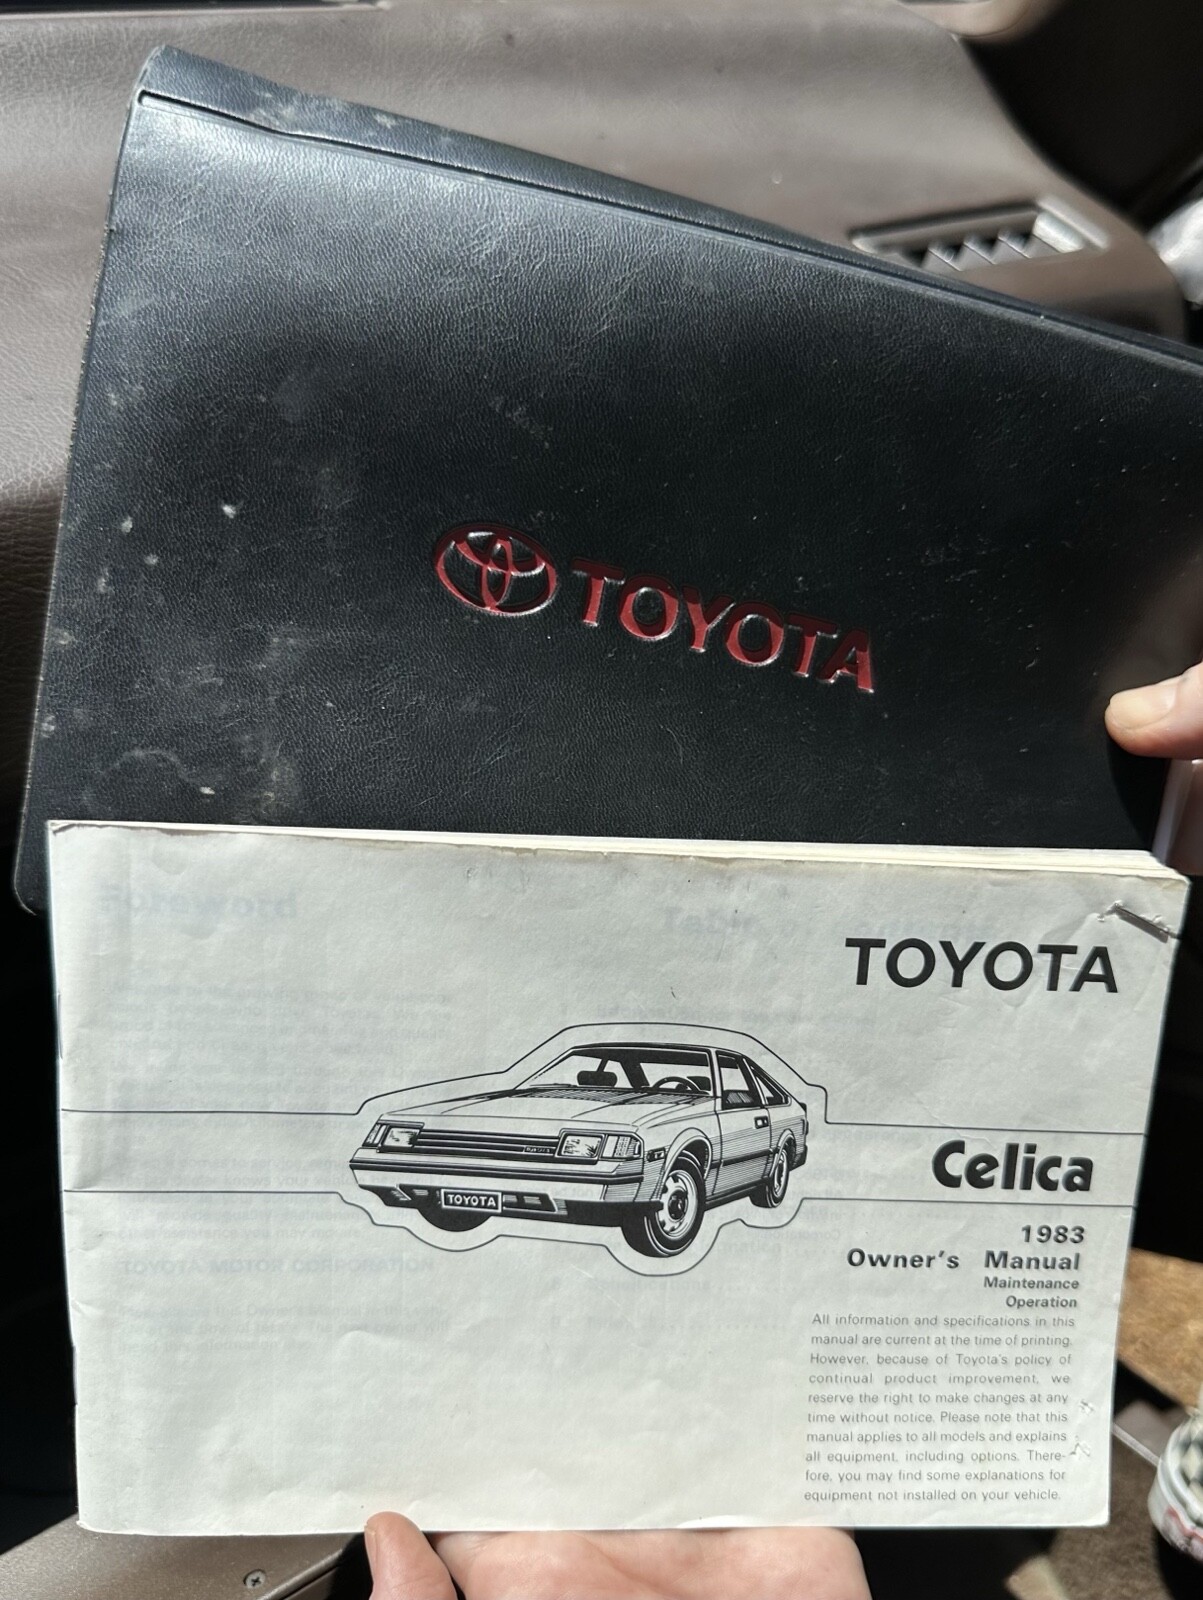 TOYOTA
Foreword
TOYOTA
TOYOTA
Celica
1983
Owner's Manual
Maintenance
Operation
All information and specifications in this
manual are current at the time of printing.
However, because of Toyota's policy of
continual product improvement, we
reserve the right to make changes at any
time without notice. Please note that this
manual applies to all models and explains
all equipment, including options. There-
fore, you may find some explanations for
equipment not installed on your vehicle.
TOYOTA MOTOR CORPORATION